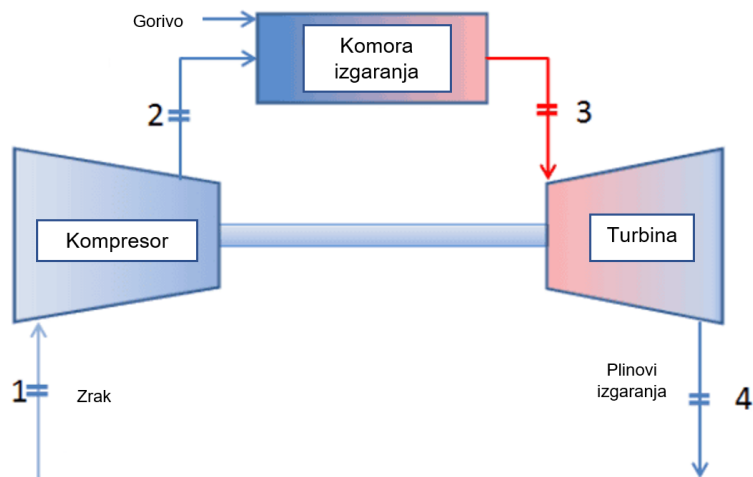 Gorivo
Komora
izgaranja
2
3
Kompresor
Turbina
1
Zrak
Plinovi
izgaranja
4